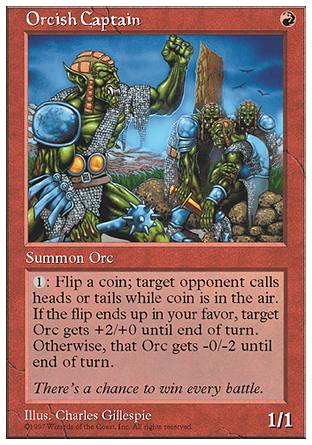 Orcish Captain
Summon Orc
1: Flip a coin; target opponent calls
heads or tails while coin is in the air.
If the flip ends up in your favor, target
Orc gets +2/+0 until end of turn.
Otherwise, that Orc gets -0/-2 until
end of turn.
There's a chance to win every battle.
Illus. Charles Gillespie
©1997 Wizards of the Coast, Inc. All rights reserved.
1/1